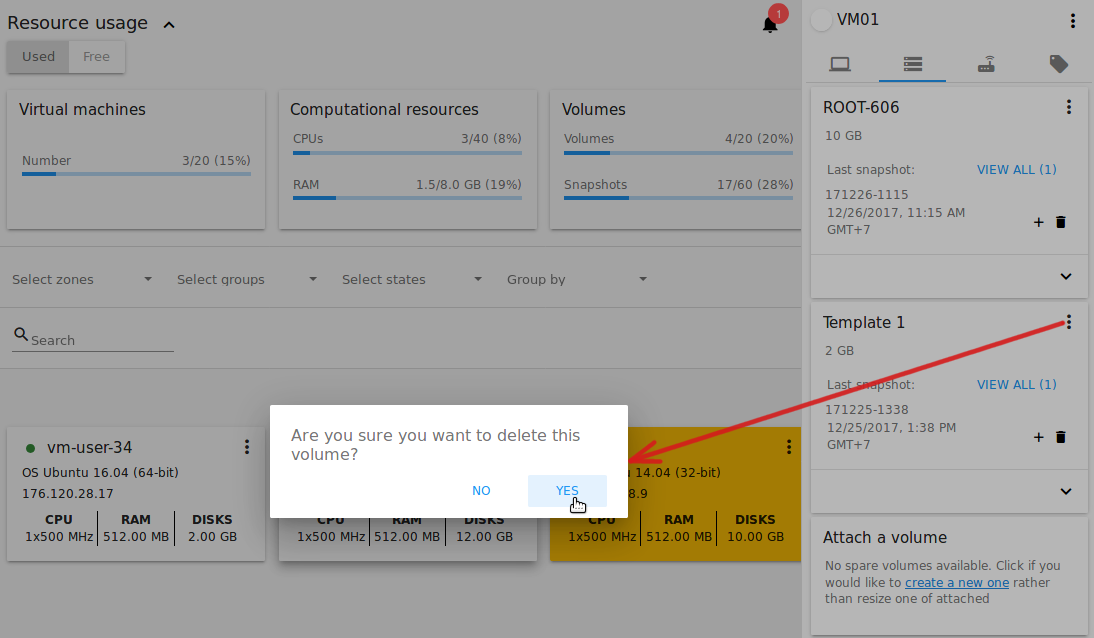 Resource usage
1
Used Free
Virtual machines
Number 3/20 (15%)
Computational resources
CPUs 3/40 (8%)
RAM 1.5/8.0 GB (19%)
Volumes
Volumes 4/20 (20%)
Snapshots 17/60 (28%)
Select zones Select groups Select states Group by
Search
vm-user-34
OS Ubuntu 16.04 (64-bit)
176.120.28.17
CPU RAM DISKS
1x500 MHz 512.00 MB 2.00 GB
CPU RAM DISKS
1x500 MHz 512.00 MB 12.00 GB
14.04 (32-bit)
8.9
CPU RAM DISKS
1x500 MHz 512.00 MB 10.00 GB
Are you sure you want to delete this
volume?
NO YES
VM01
ROOT-606
10 GB
Last snapshot: VIEW ALL (1)
171226-1115
12/26/2017, 11:15 AM
GMT+7
Template 1
2 GB
Last snapshot: VIEW ALL (1)
171225-1338
12/25/2017, 1:38 PM
GMT+7
Attach a volume
No spare volumes available. Click if you
would like to create a new one rather
than resize one of attached